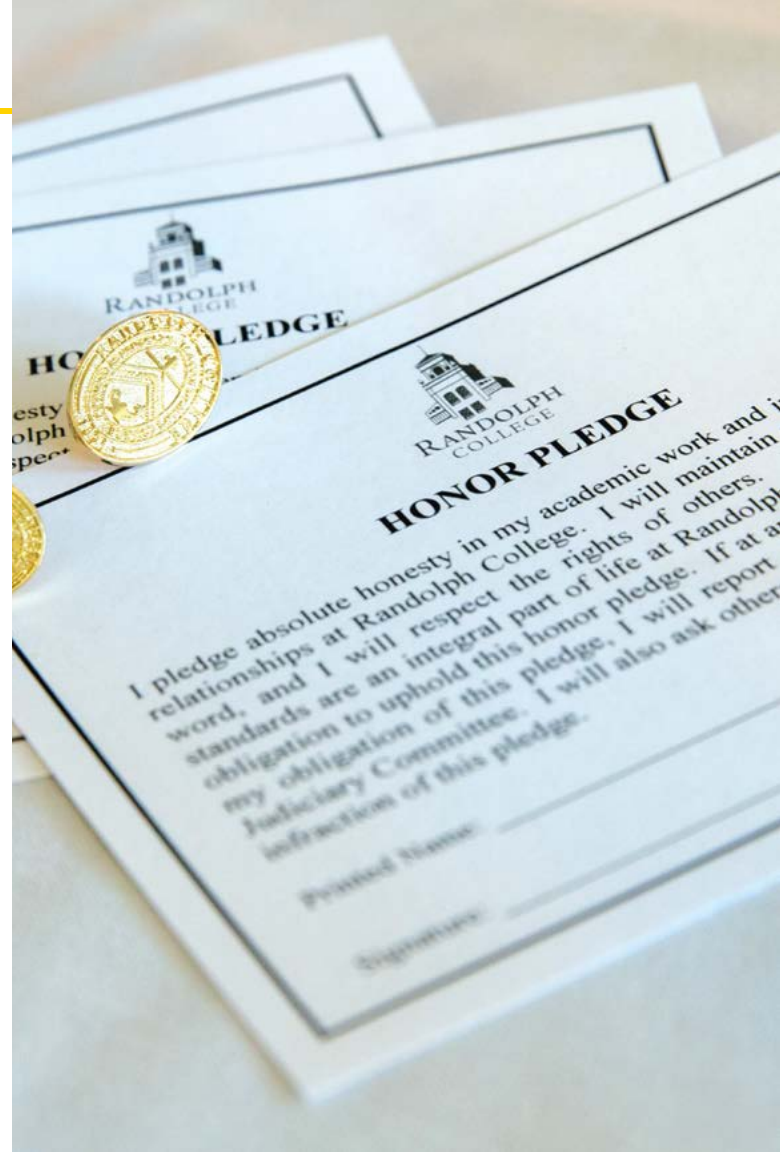 RANDOLPH
COLLEGE
HO LEDGE
esty
olph
spect
RANDOLPH
COLLEGE
HONOR PLEDGE
I pledge absolute honesty in my academic work and i
relationships at Randolph College. I will maintain
word, and I will respect the rights of others.
standards are an integral part of life at Randolph
obligation to uphold this honor pledge. If at a
my obligation of this pledge, I will report
Judiciary Committee. I will also ask other
infraction of this pledge.
Printed Name:
Signature: